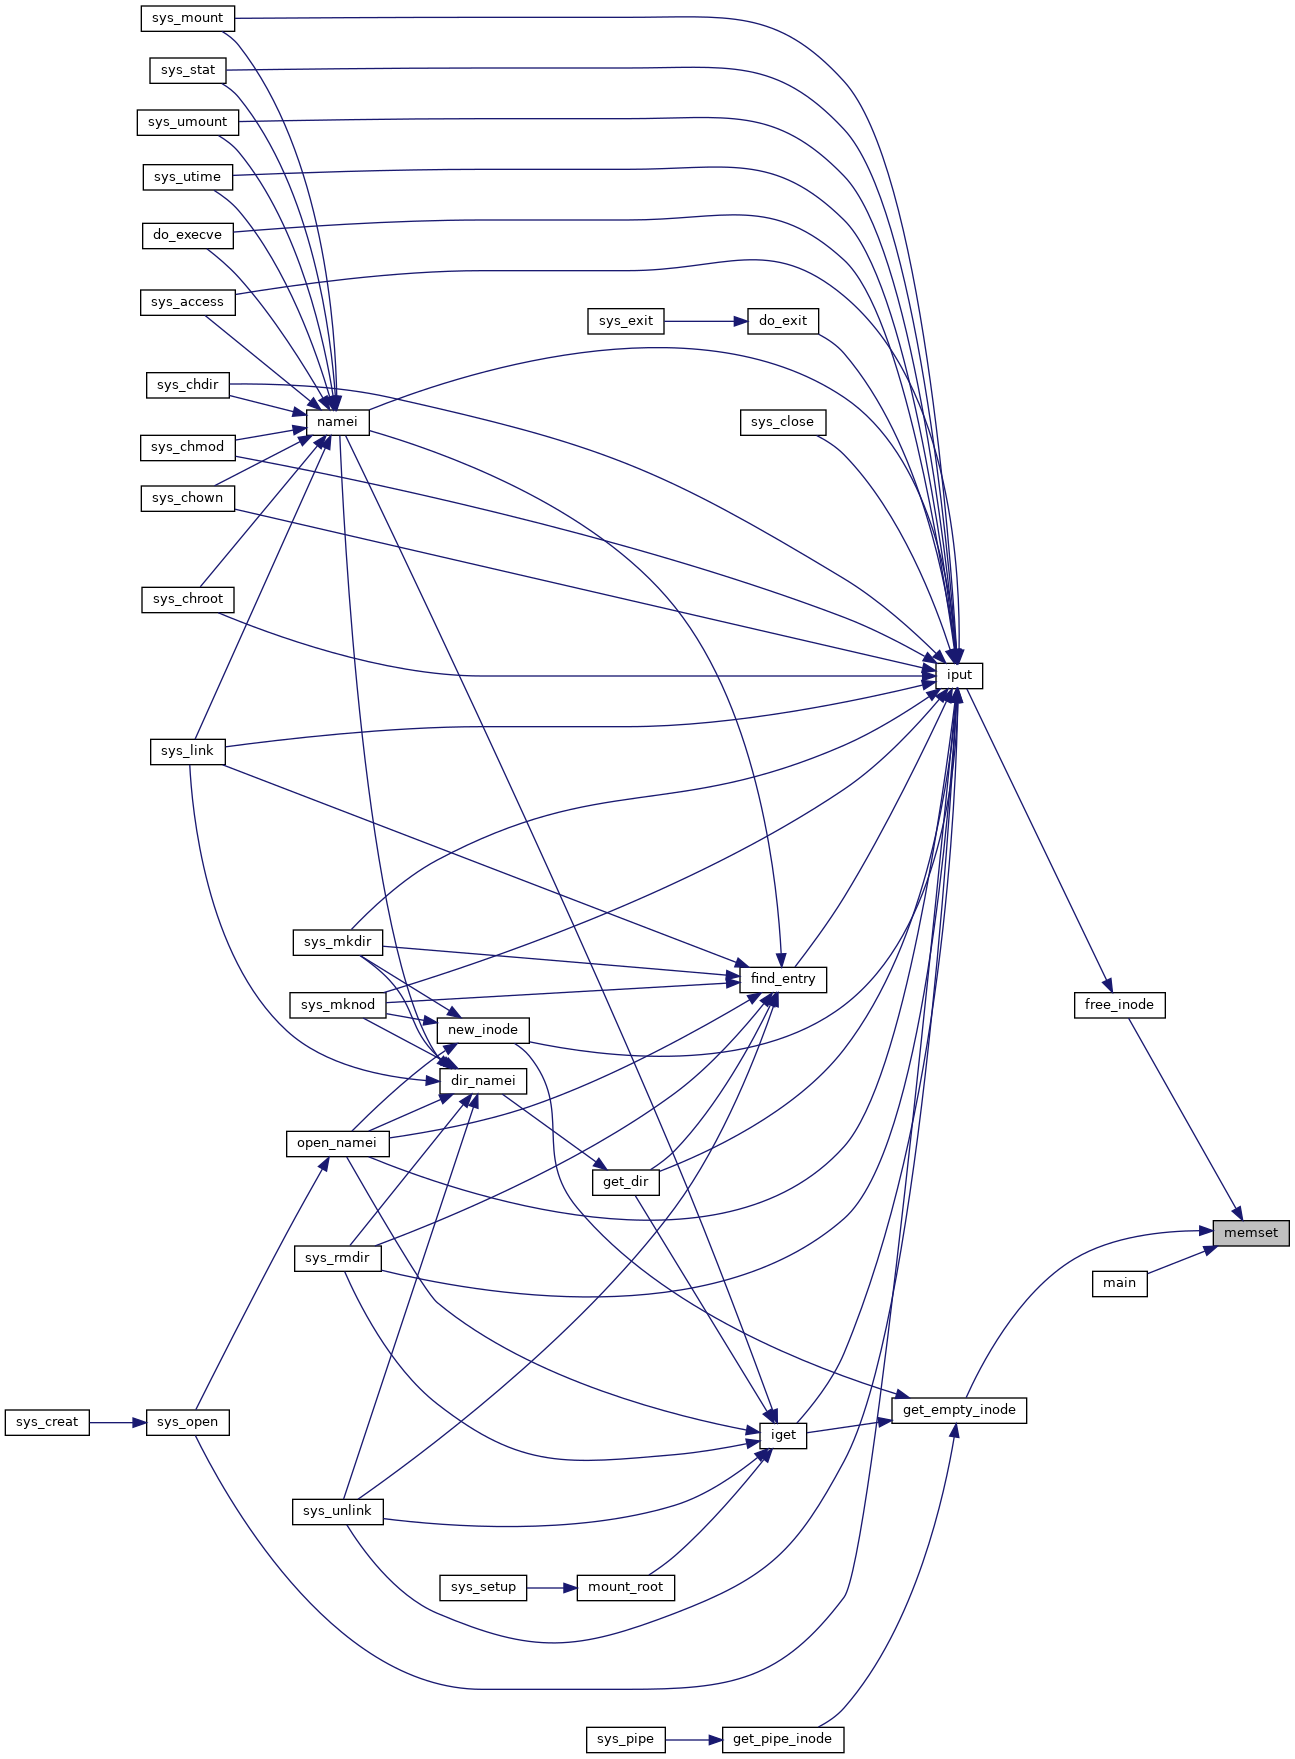 sys_mount
sys_stat
sys_umount
sys_utime
do_execve
sys_access
sys_exit
do_exit
sys_chdir
namei
sys_close
sys_chmod
sys_chown
sys_chroot
iput
sys_link
sys_mkdir
find_entry
sys_mknod
free_inode
new_inode
dir_namei
open_namei
get_dir
memset
sys_rmdir
main
get_empty_inode
sys_creat
sys_open
iget
sys_unlink
sys_setup
mount_root
sys_pipe
get_pipe_inode